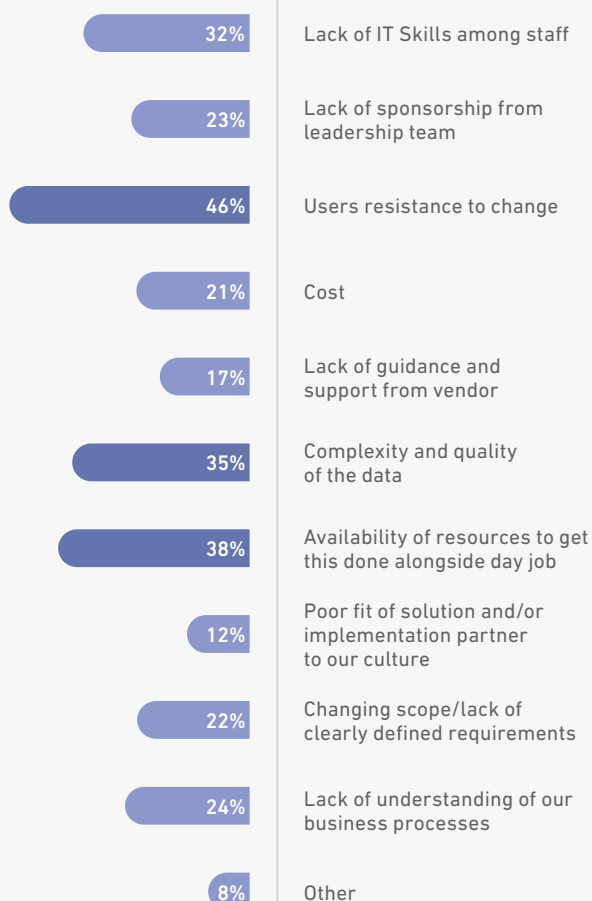 32% Lack of IT Skills among staff
23% Lack of sponsorship from
leadership team
46% Users resistance to change
21% Cost
17% Lack of guidance and
support from vendor
35% Complexity and quality
of the data
38% Availability of resources to get
this done alongside day job
12% Poor fit of solution and/or
implementation partner
to our culture
22% Changing scope/lack of
clearly defined requirements
24% Lack of understanding of our
business processes
8% Other